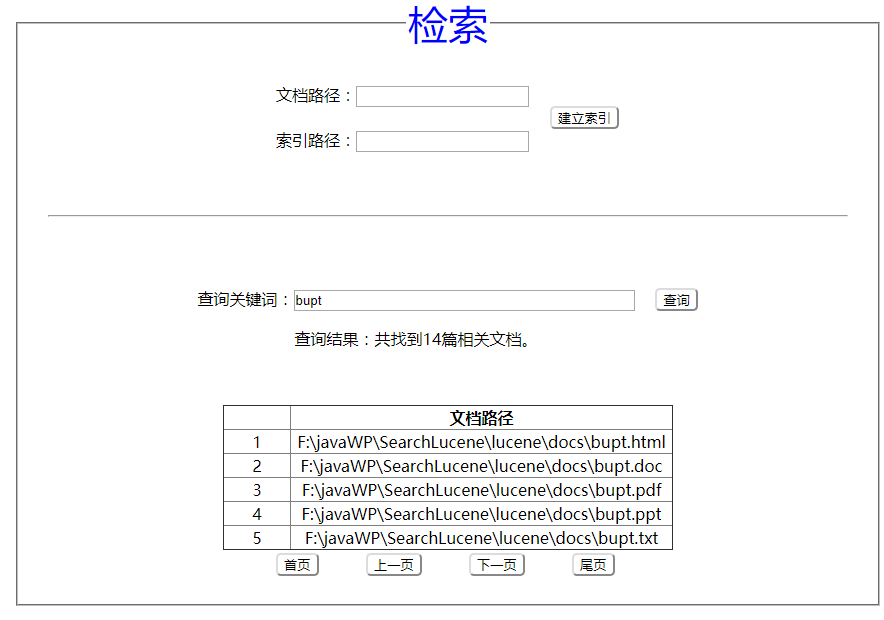 检索
文档路径：
建立索引
索引路径：
查询关键词：bupt 查询
查询结果：共找到14篇相关文档。
文档路径
1 F:\javaWP\SearchLucene\lucene\docs\bupt.html
2 F:\javaWP\SearchLucene\lucene\docs\bupt.doc
3 F:\javaWP\SearchLucene\lucene\docs\bupt.pdf
4 F:\javaWP\SearchLucene\lucene\docs\bupt.ppt
5 F:\javaWP\SearchLucene\lucene\docs\bupt.txt
首页 上一页 下一页 尾页